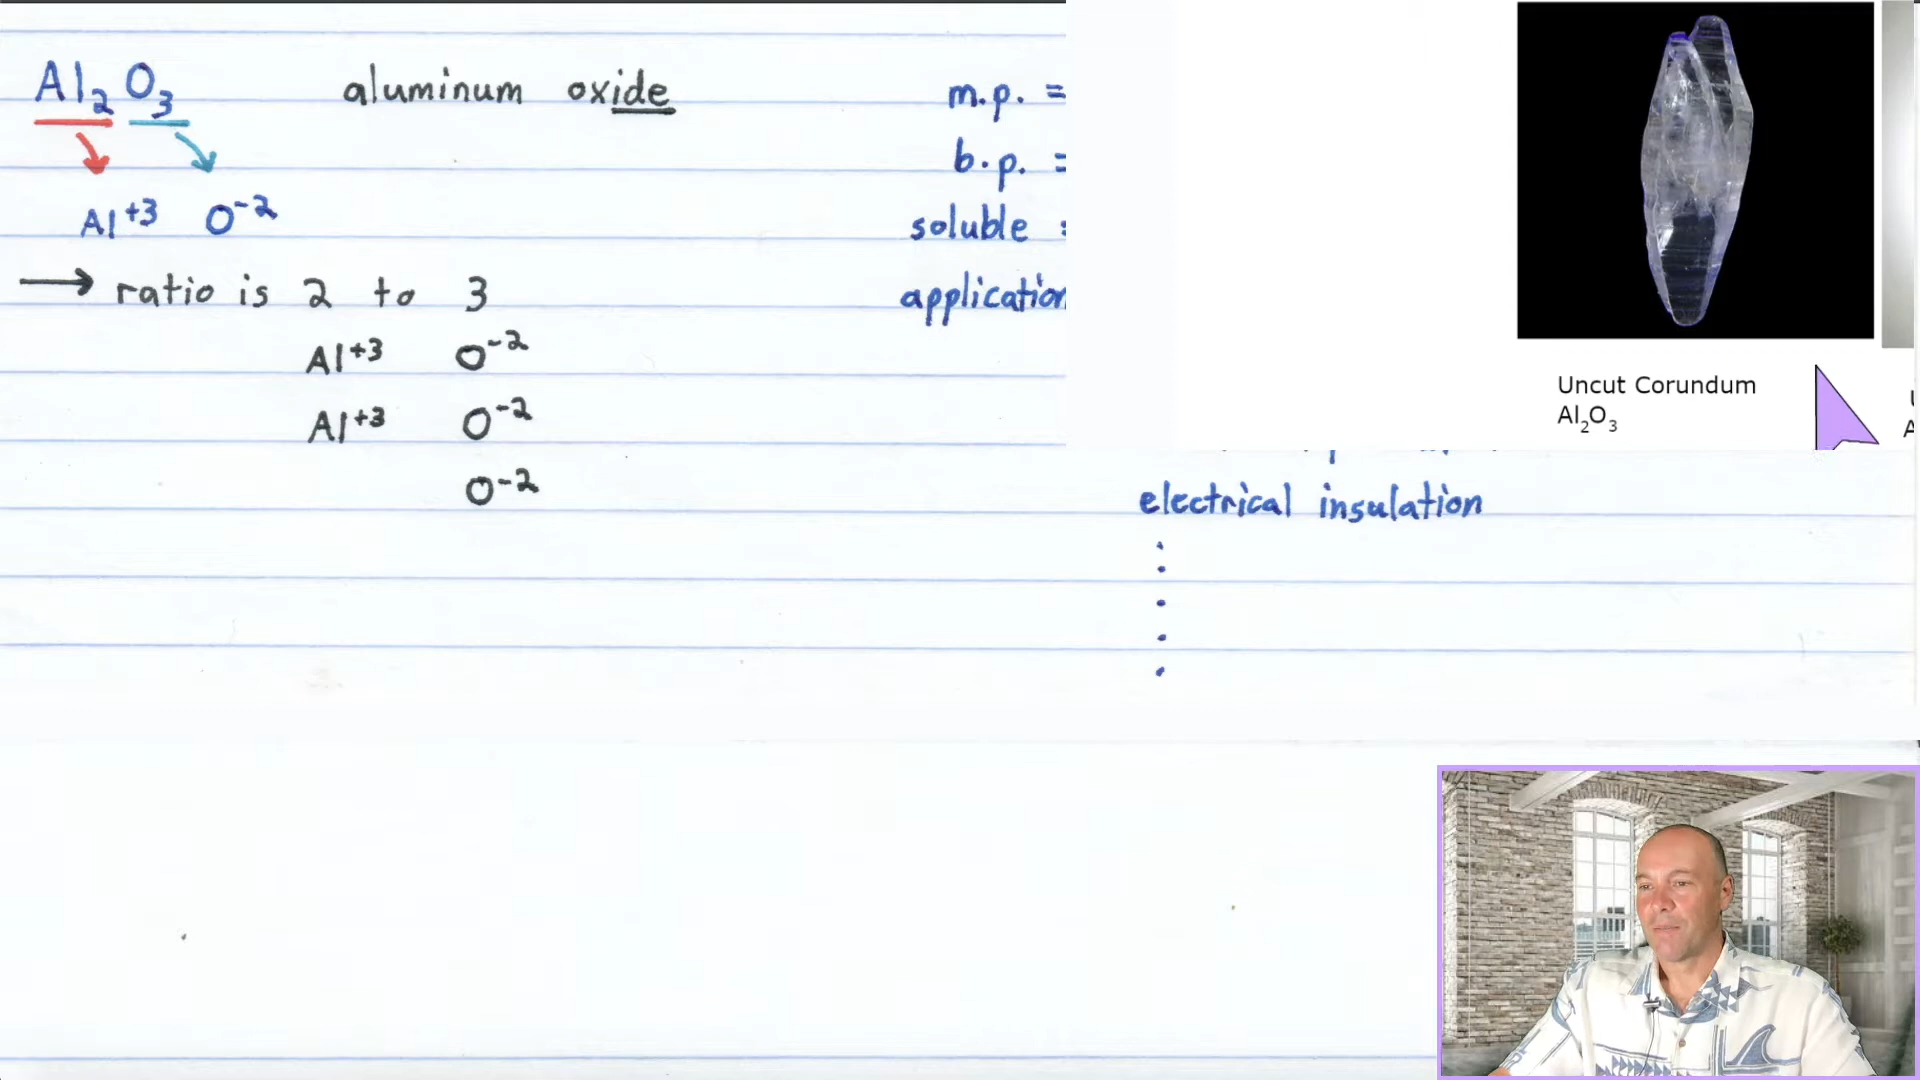 Al₂O₃ aluminum oxide
Al⁺³ O⁻²
→ ratio is 2 to 3
Al⁺³ O⁻²
Al⁺³ O⁻²
O⁻²
m.p. =
b.p. =
soluble
application
Uncut Corundum
Al₂O₃
electrical insulation